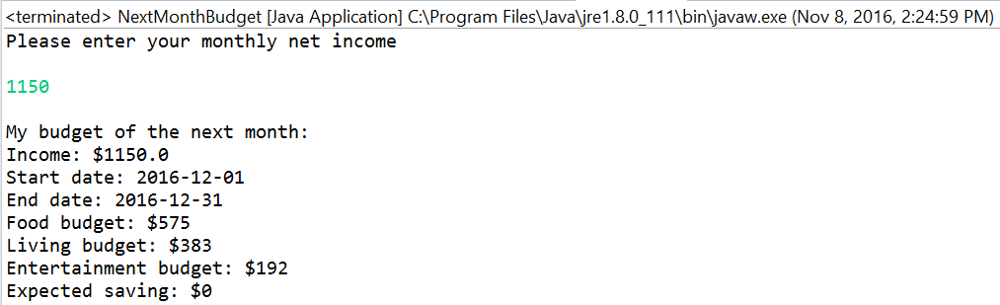 <terminated> NextMonthBudget [Java Application] C:\Program Files\Java\jre1.8.0_111\bin\javaw.exe (Nov 8, 2016, 2:24:59 PM)
Please enter your monthly net income
1150
My budget of the next month:
Income: $1150.0
Start date: 2016-12-01
End date: 2016-12-31
Food budget: $575
Living budget: $383
Entertainment budget: $192
Expected saving: $0